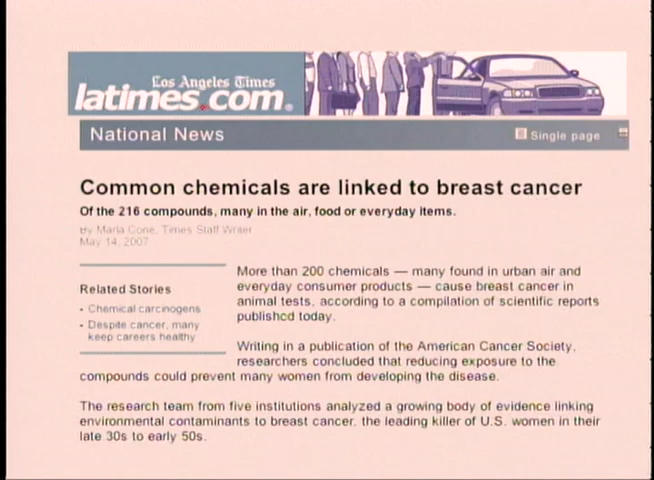 Los Angeles Times
latimes.com®
National News
Single page
Common chemicals are linked to breast cancer
Of the 216 compounds, many in the air, food or everyday items.
By Marla Cone, Times Staff Writer
May 14, 2007
Related Stories
• Chemical carcinogens
• Despite cancer, many
keep careers healthy
More than 200 chemicals — many found in urban air and
everyday consumer products — cause breast cancer in
animal tests, according to a compilation of scientific reports
published today.
Writing in a publication of the American Cancer Society,
researchers concluded that reducing exposure to the
compounds could prevent many women from developing the disease.
The research team from five institutions analyzed a growing body of evidence linking
environmental contaminants to breast cancer, the leading killer of U.S. women in their
late 30s to early 50s.